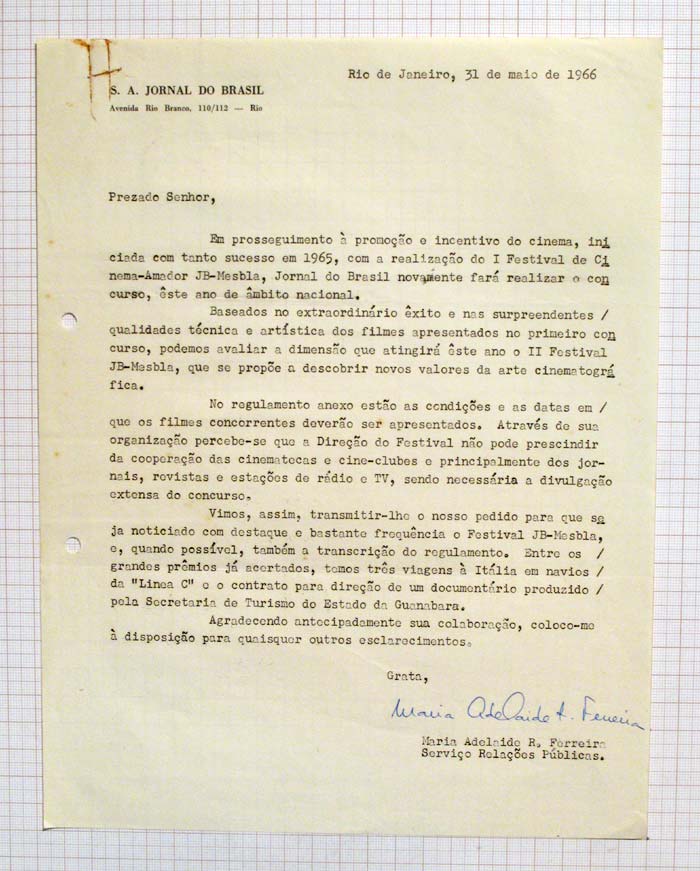 Rio de Janeiro, 31 de maio de 1966
S. A. JORNAL DO BRASIL
Avenida Rio Branco, 110/112 — Rio
Prezado Senhor,
Em prosseguimento à promoção e incentivo do cinema, ini
ciada com tanto sucesso em 1965, com a realização do I Festival de Ci
nema-Amador JB-Mesbla, Jornal do Brasil novamente fará realizar o con
curso, êste ano de âmbito nacional.
Baseados no extraordinário êxito e nas surpreendentes /
qualidades técnica e artística dos filmes apresentados no primeiro con
curso, podemos avaliar a dimensão que atingirá êste ano o II Festival
JB-Mesbla, que se propõe a descobrir novos valores da arte cinematográ
fica.
No regulamento anexo estão as condições e as datas em /
que os filmes concorrentes deverão ser apresentados. Através de sua
organização percebe-se que a Direção do Festival não pode prescindir
da cooperação das cinematecas e cine-clubes e principalmente dos jor-
nais, revistas e estações de rádio e TV, sendo necessária a divulgação
extensa do concurso.
Vimos, assim, transmitir-lhe o nosso pedido para que se
ja noticiado com destaque e bastante frequência o Festival JB-Mesbla,
e, quando possível, também a transcrição do regulamento. Entre os /
grandes prêmios já acertados, temos três viagens à Itália em navios /
da "Linea C" e o contrato para direção de um documentário produzido /
pela Secretaria de Turismo do Estado da Guanabara.
Agradecendo antecipadamente sua colaboração, coloco-me
à disposição para quaisquer outros esclarecimentos.
Grata,
Maria Adelaide R. Ferreira
Maria Adelaide R. Ferreira
Serviço Relações Públicas.